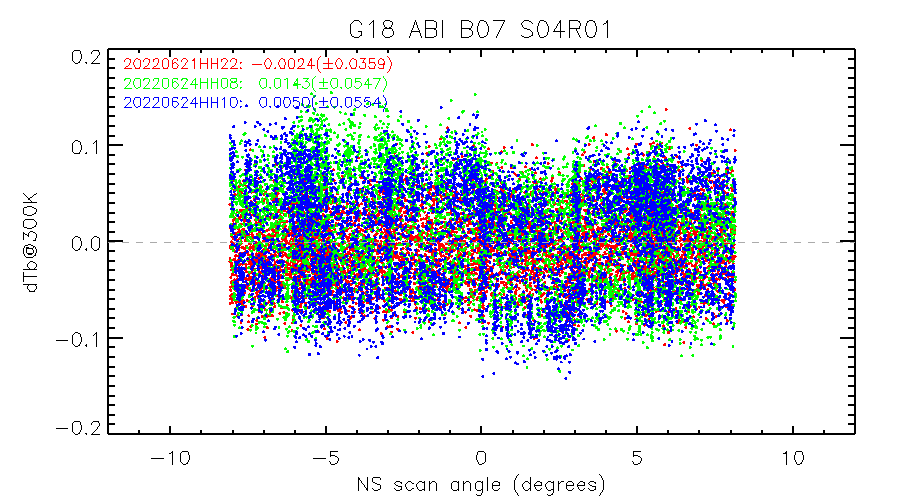 G18 ABI B07 S04R01
20220621HH22: -0.0024(±0.0359)
20220624HH08: 0.0143(±0.0547)
20220624HH10: 0.0050(±0.0554)
dTb@300K
0.2
0.1
0.0
-0.1
-0.2
-10 -5 0 5 10
NS scan angle (degrees)